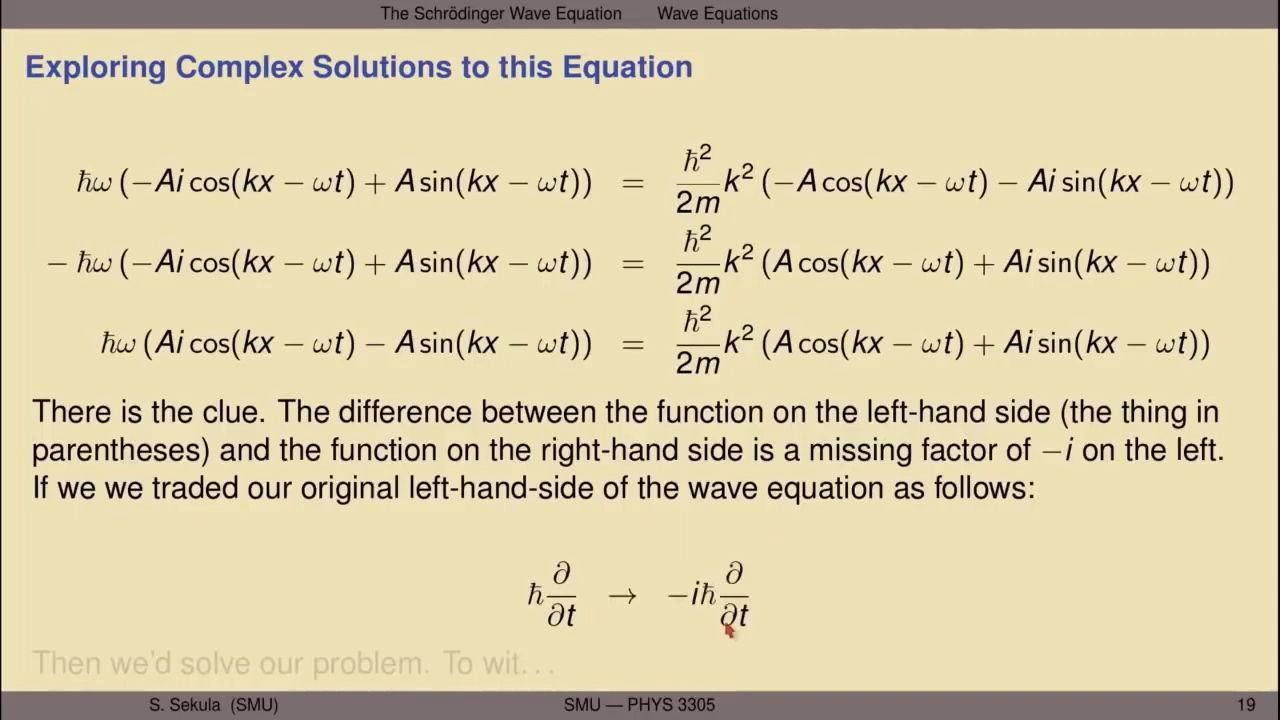 The Schrödinger Wave Equation Wave Equations
Exploring Complex Solutions to this Equation
ħω (−Ai cos(kx − ωt) + A sin(kx − ωt)) = ħ²/2m k² (−A cos(kx − ωt) − Ai sin(kx − ωt))
− ħω (−Ai cos(kx − ωt) + A sin(kx − ωt)) = ħ²/2m k² (A cos(kx − ωt) + Ai sin(kx − ωt))
ħω (Ai cos(kx − ωt) − A sin(kx − ωt)) = ħ²/2m k² (A cos(kx − ωt) + Ai sin(kx − ωt))
There is the clue. The difference between the function on the left-hand side (the thing in
parentheses) and the function on the right-hand side is a missing factor of −i on the left.
If we we traded our original left-hand-side of the wave equation as follows:
ħ ∂/∂t → −iħ ∂/∂t
Then we'd solve our problem. To wit...
S. Sekula (SMU) SMU — PHYS 3305 19